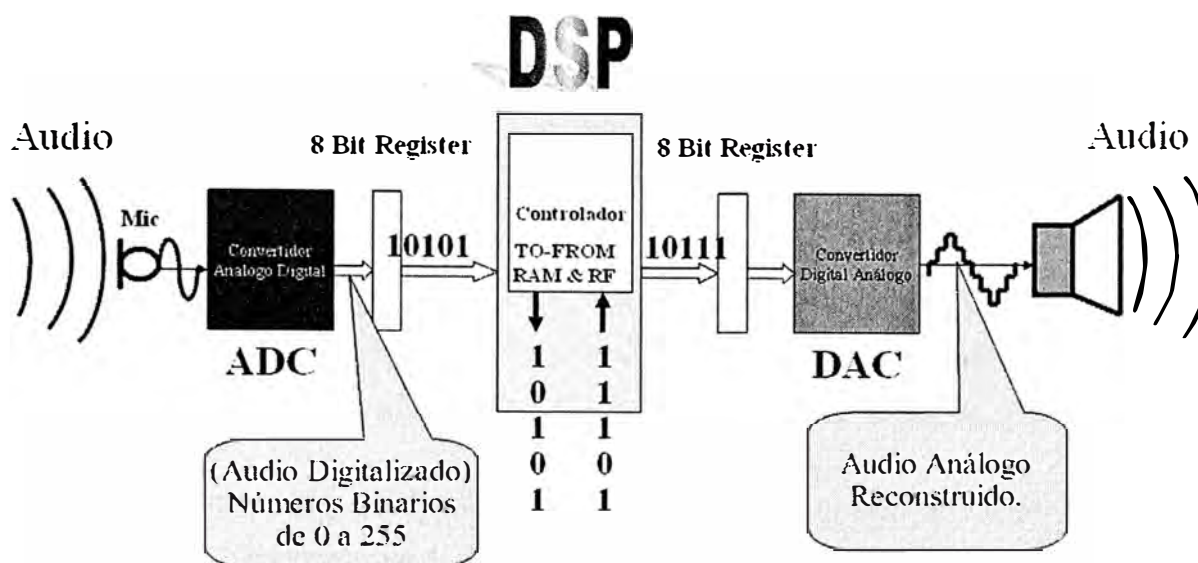 DSP
Audio
8 Bit Register
8 Bit Register
Audio
Mic
Convertidor
Análogo Digital
10101
Controlador
TO-FROM
RAM & RF
10111
Convertidor
Digital Análogo
ADC
DAC
1 1
0 1
1 1
0 0
1 1
(Audio Digitalizado)
Números Binarios
de 0 a 255
Audio Análogo
Reconstruido.